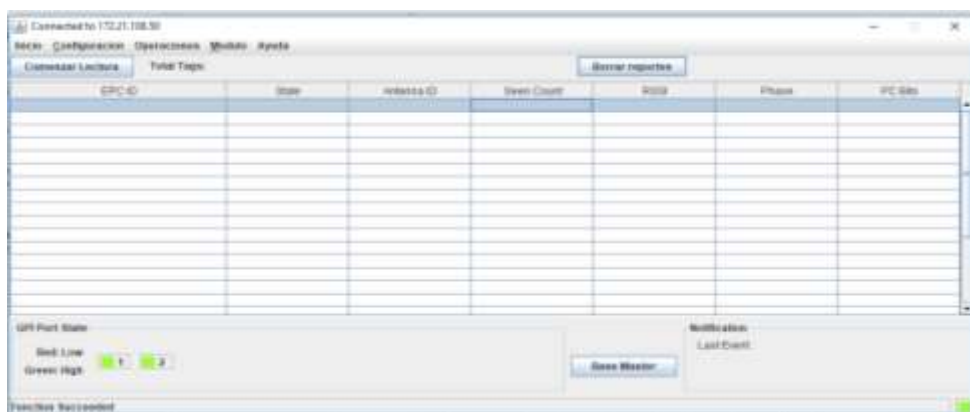 Connected to 172.21.108.50
Inicio Configuracion Operaciones Modulo Ayuda
Comenzar Lectura Total Tags: Borrar reportes
EPC ID State Antenna ID Seen Count RSSI Phase PC Bits
GPI Port State
Red: Low
Green: High
1 2
Notification
Last Event:
Function Succeeded